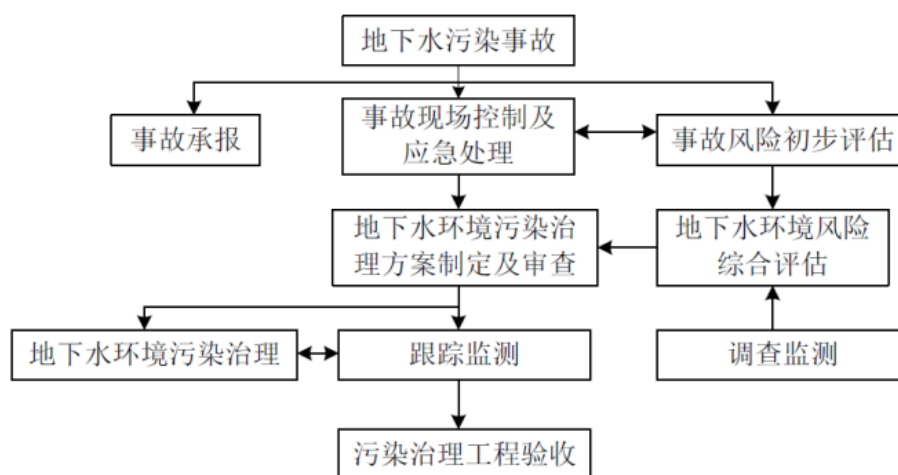 地下水污染事故
事故承报
事故现场控制及
应急处理
事故风险初步评估
地下水环境污染治
理方案制定及审查
地下水环境风险
综合评估
地下水环境污染治理
跟踪监测
调查监测
污染治理工程验收